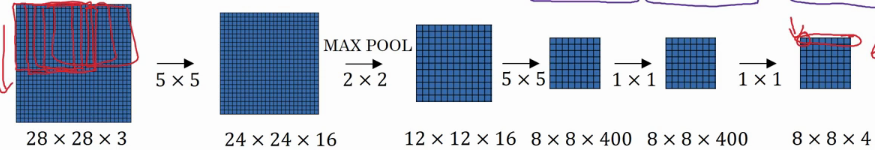 MAX POOL
5 × 5
2 × 2
5 × 5
1 × 1
1 × 1
28 × 28 × 3
24 × 24 × 16
12 × 12 × 16
8 × 8 × 400
8 × 8 × 400
8 × 8 × 4